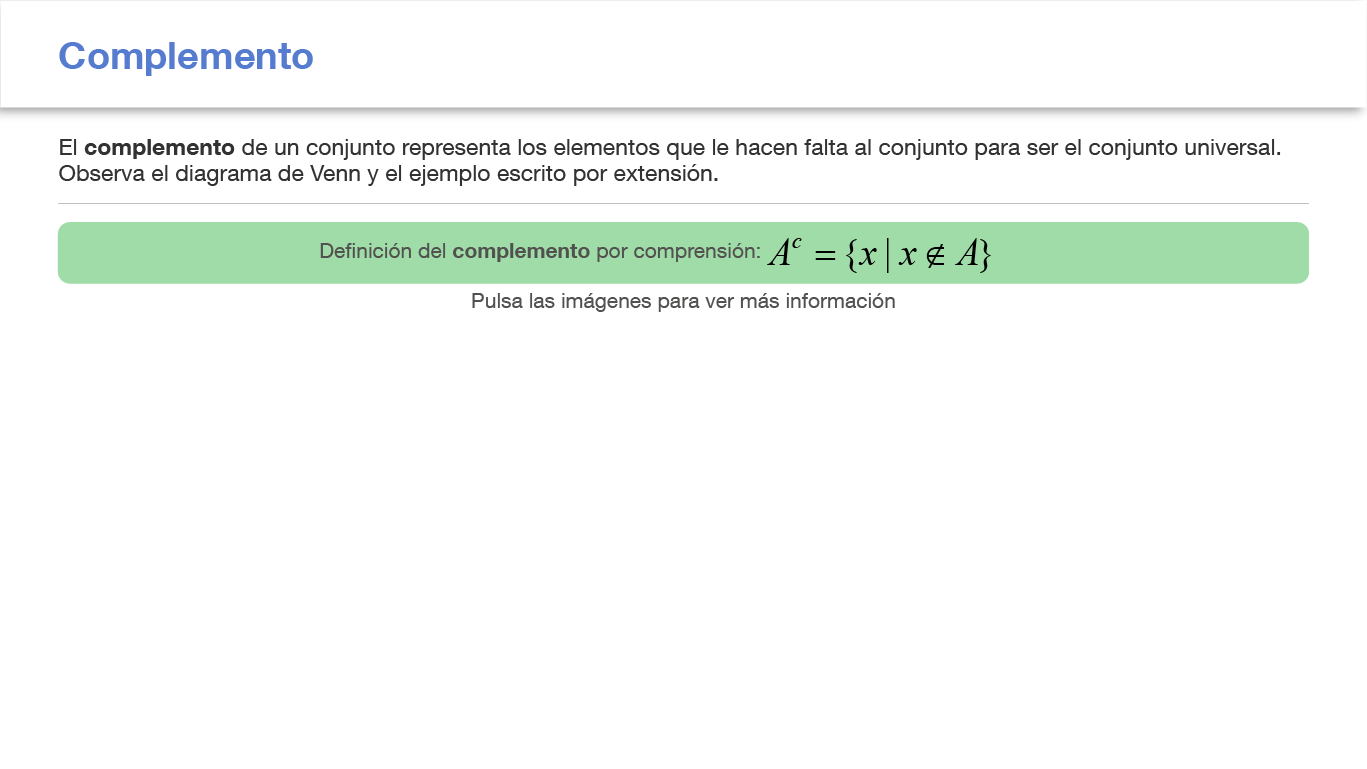 Complemento
El complemento de un conjunto representa los elementos que le hacen falta al conjunto para ser el conjunto universal.
Observa el diagrama de Venn y el ejemplo escrito por extensión.
Definición del complemento por comprensión: Aᶜ = {x | x ∉ A}
Pulsa las imágenes para ver más información